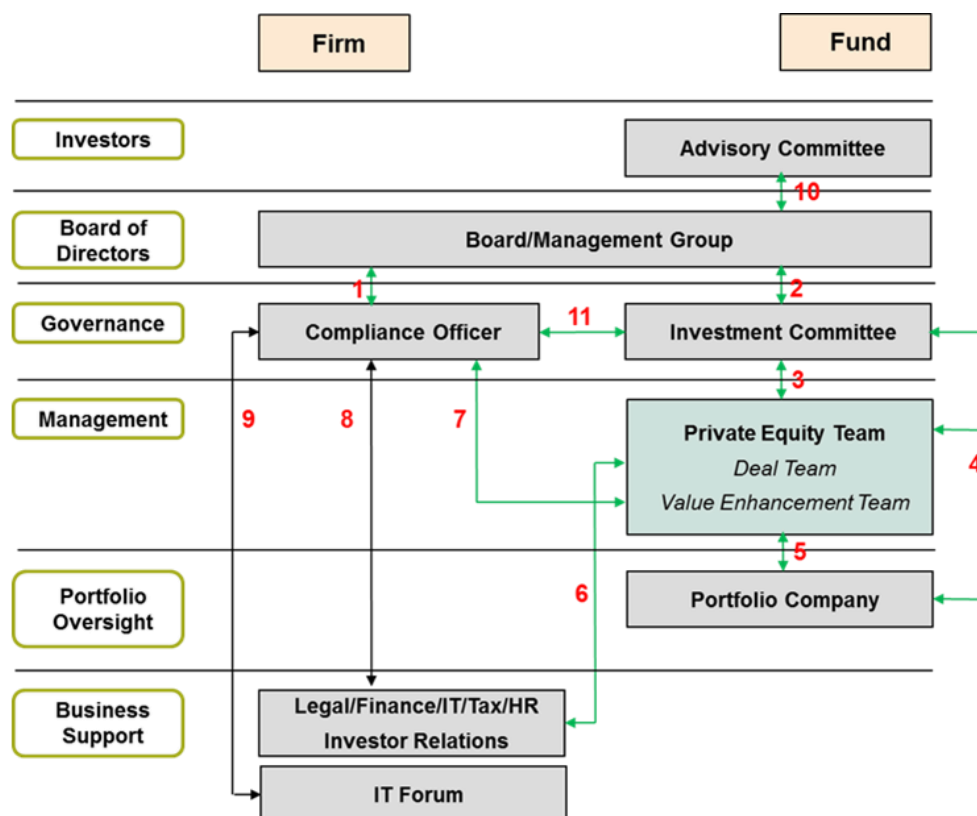 Firm
Fund
Investors
Advisory Committee
10
Board of
Directors
Board/Management Group
1
2
Governance
Compliance Officer
11
Investment Committee
3
Management
9
8
7
Private Equity Team
Deal Team
Value Enhancement Team
4
5
Portfolio
Oversight
6
Portfolio Company
Business
Support
Legal/Finance/IT/Tax/HR
Investor Relations
IT Forum